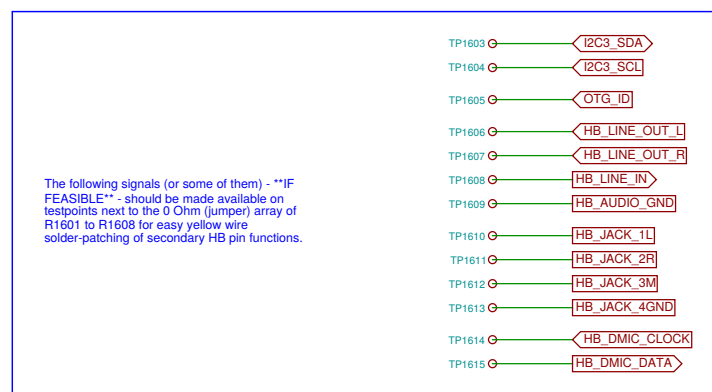 TP1603 I2C3_SDA
TP1604 I2C3_SCL
TP1605 OTG_ID
TP1606 HB_LINE_OUT_L
TP1607 HB_LINE_OUT_R
TP1608 HB_LINE_IN
TP1609 HB_AUDIO_GND
The following signals (or some of them) - **IF
FEASIBLE** - should be made available on
testpoints next to the 0 Ohm (jumper) array of
R1601 to R1608 for easy yellow wire
solder-patching of secondary HB pin functions.
TP1610 HB_JACK_1L
TP1611 HB_JACK_2R
TP1612 HB_JACK_3M
TP1613 HB_JACK_4GND
TP1614 HB_DMIC_CLOCK
TP1615 HB_DMIC_DATA